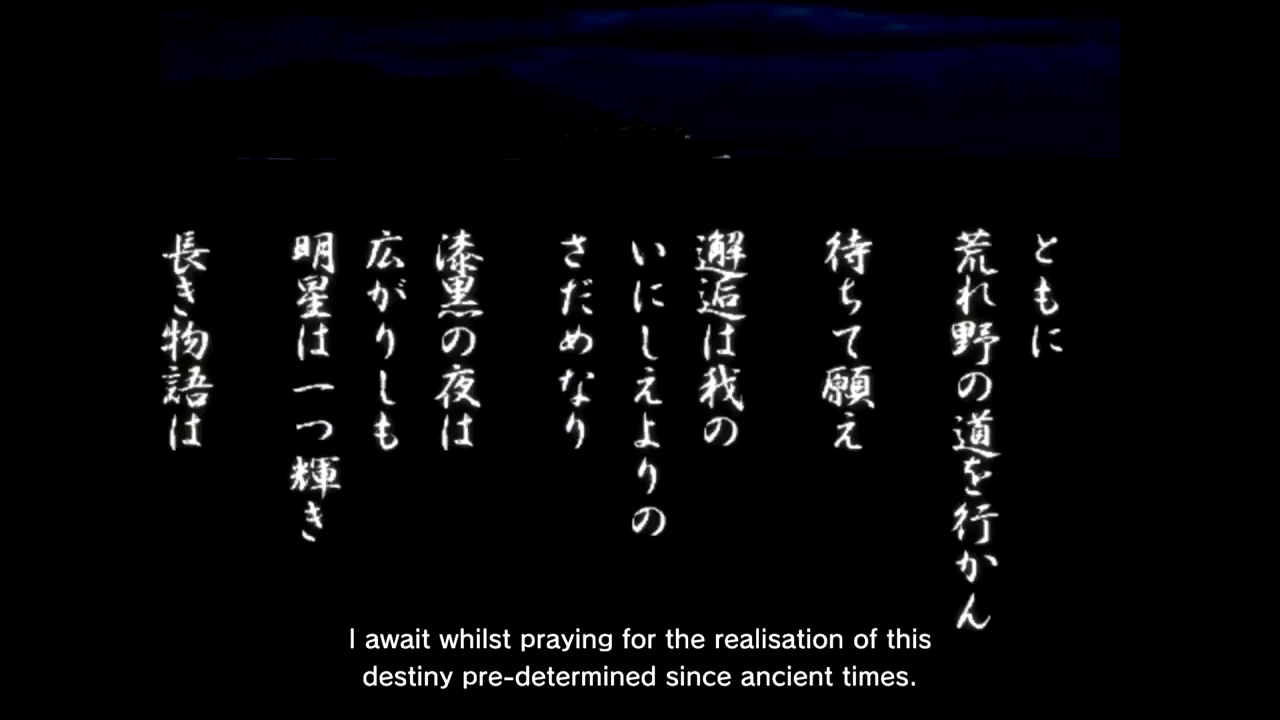 ともに
荒れ野の道を行かん
待ちて願え
邂逅は我の
いにしえよりの
さだめなり
漆黒の夜は
広がりしも
明星は一つ輝き
長き物語は
I await whilst praying for the realisation of this
destiny pre-determined since ancient times.